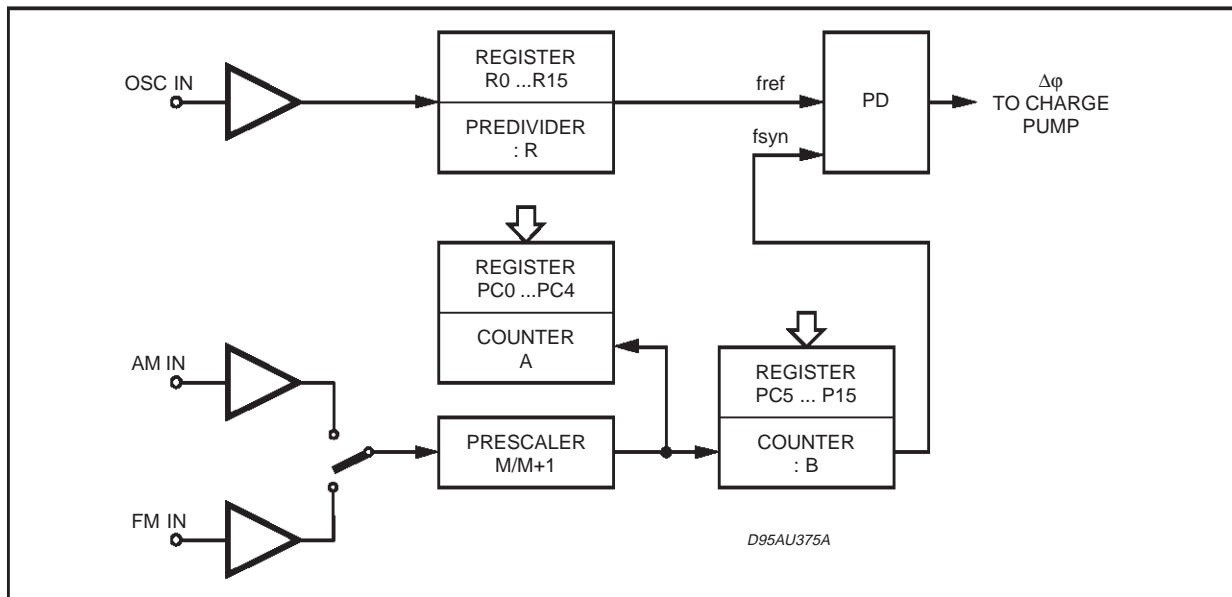 OSC IN
REGISTER
R0 ...R15
PREDIVIDER
: R
fref
fsyn
PD
Δφ
TO CHARGE
PUMP
REGISTER
PC0 ...PC4
COUNTER
A
AM IN
FM IN
PRESCALER
M/M+1
REGISTER
PC5 ... P15
COUNTER
: B
D95AU375A